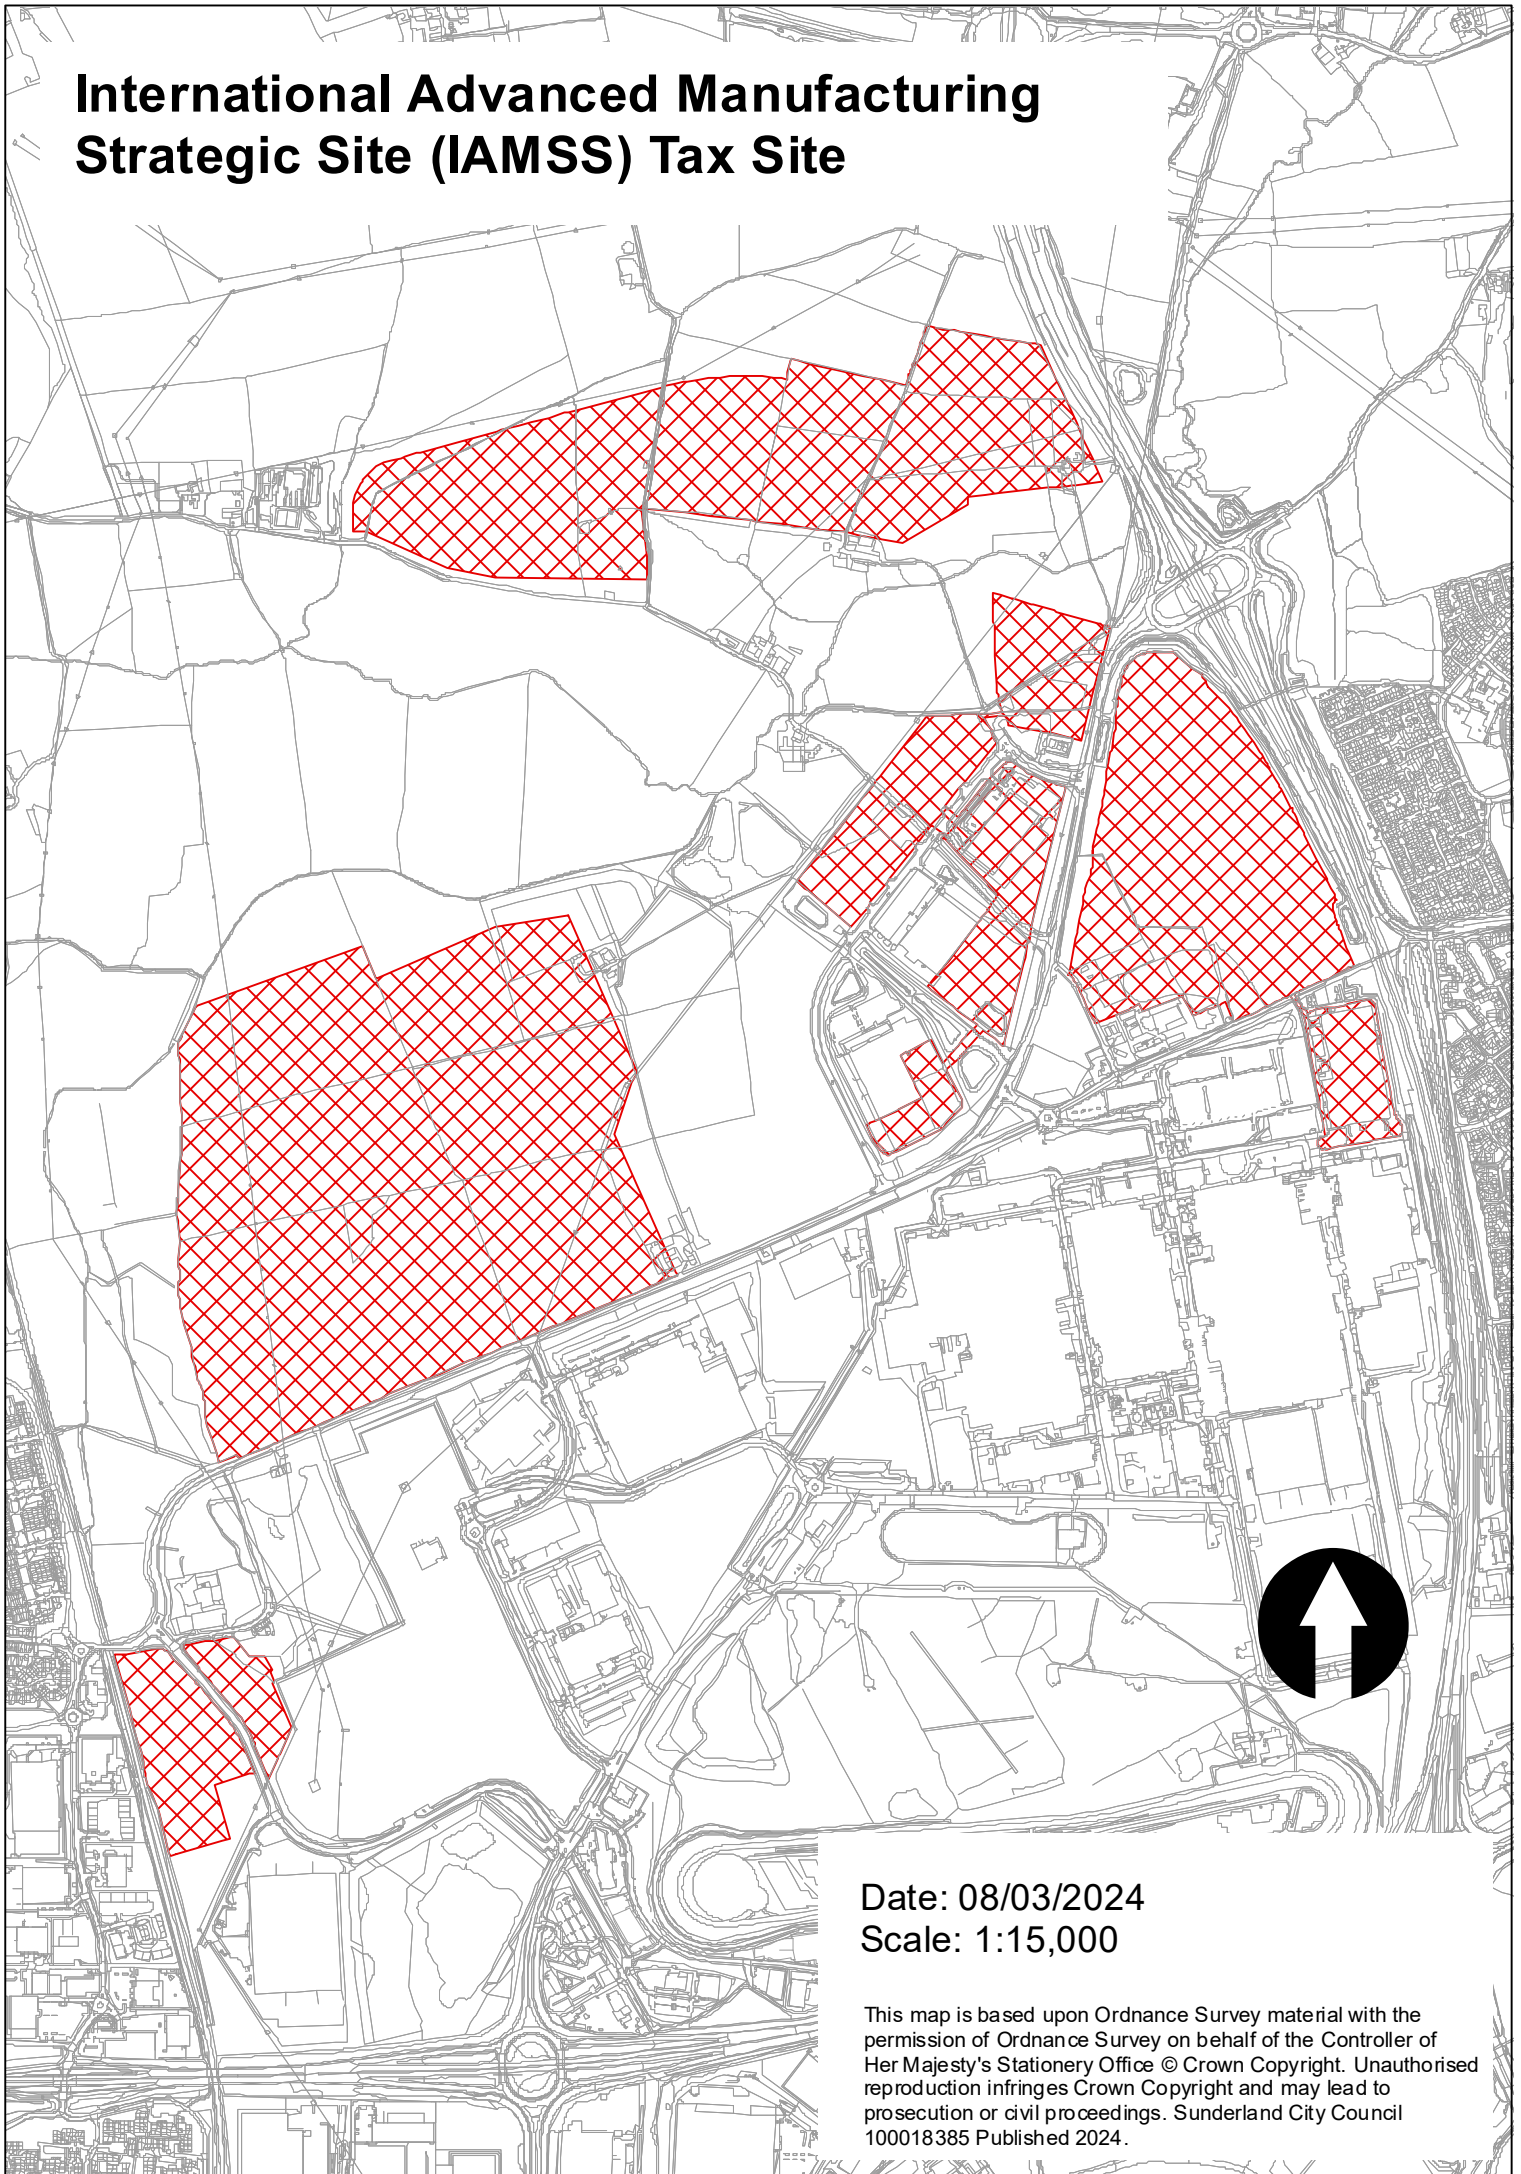 International Advanced Manufacturing
Strategic Site (IAMSS) Tax Site
Date: 08/03/2024
Scale: 1:15,000
This map is based upon Ordnance Survey material with the
permission of Ordnance Survey on behalf of the Controller of
Her Majesty's Stationery Office © Crown Copyright. Unauthorised
reproduction infringes Crown Copyright and may lead to
prosecution or civil proceedings. Sunderland City Council
100018385 Published 2024.